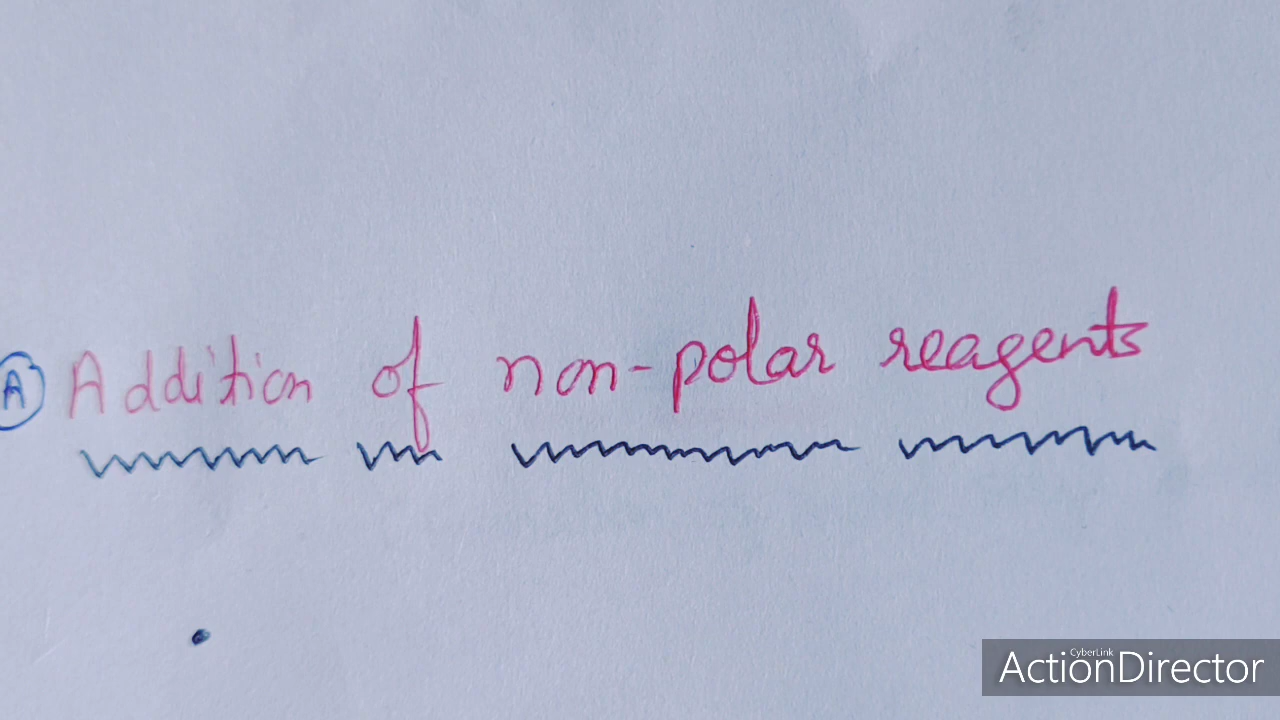 Ⓐ Addition of non-polar reagents
CyberLink
ActionDirector